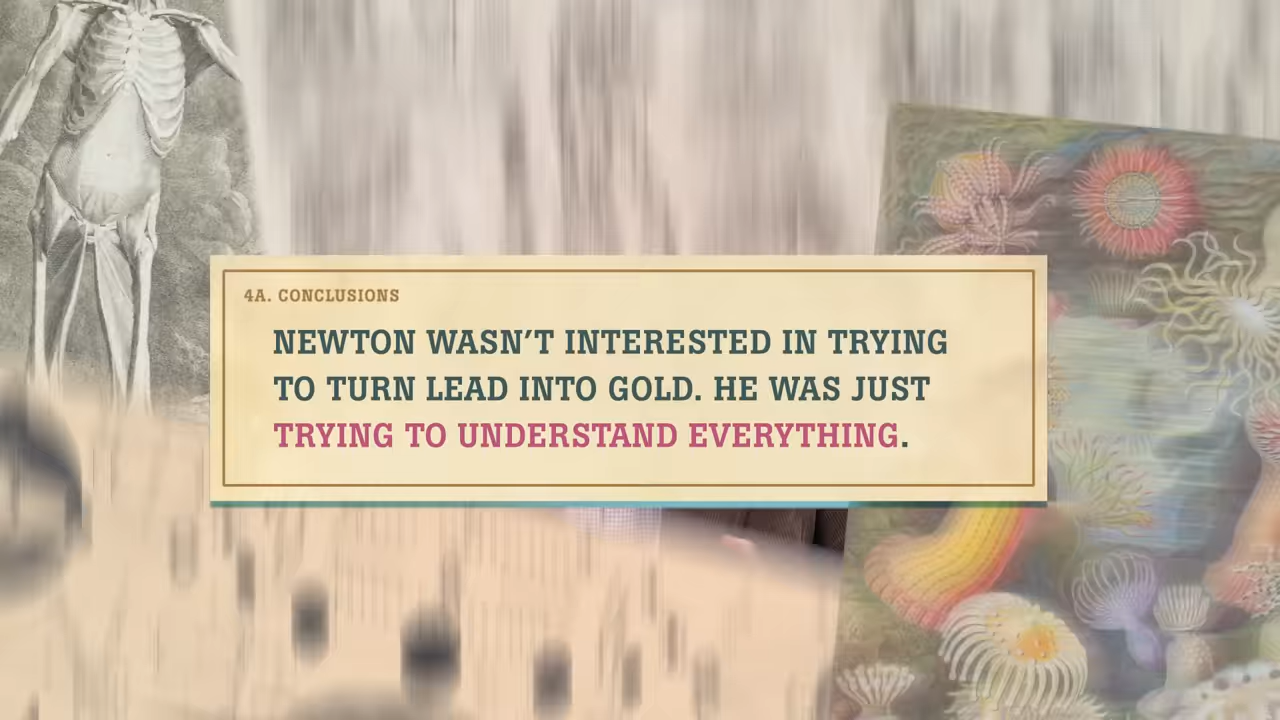 4A. CONCLUSIONS
NEWTON WASN’T INTERESTED IN TRYING
TO TURN LEAD INTO GOLD. HE WAS JUST
TRYING TO UNDERSTAND EVERYTHING.